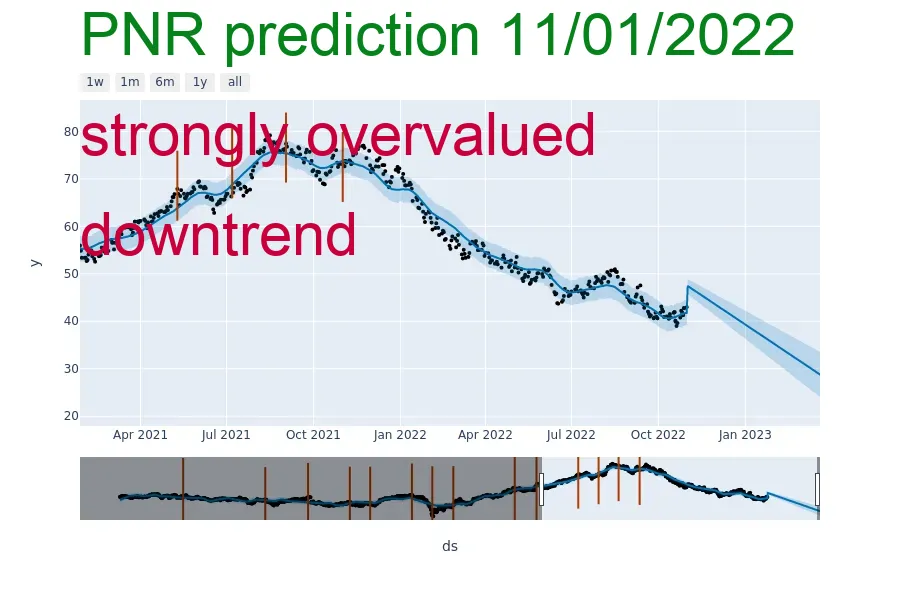 PNR prediction 11/01/2022
1w 1m 6m 1y all
strongly overvalued
downtrend
80
70
60
50
40
30
20
y
Apr 2021 Jul 2021 Oct 2021 Jan 2022 Apr 2022 Jul 2022 Oct 2022 Jan 2023
ds